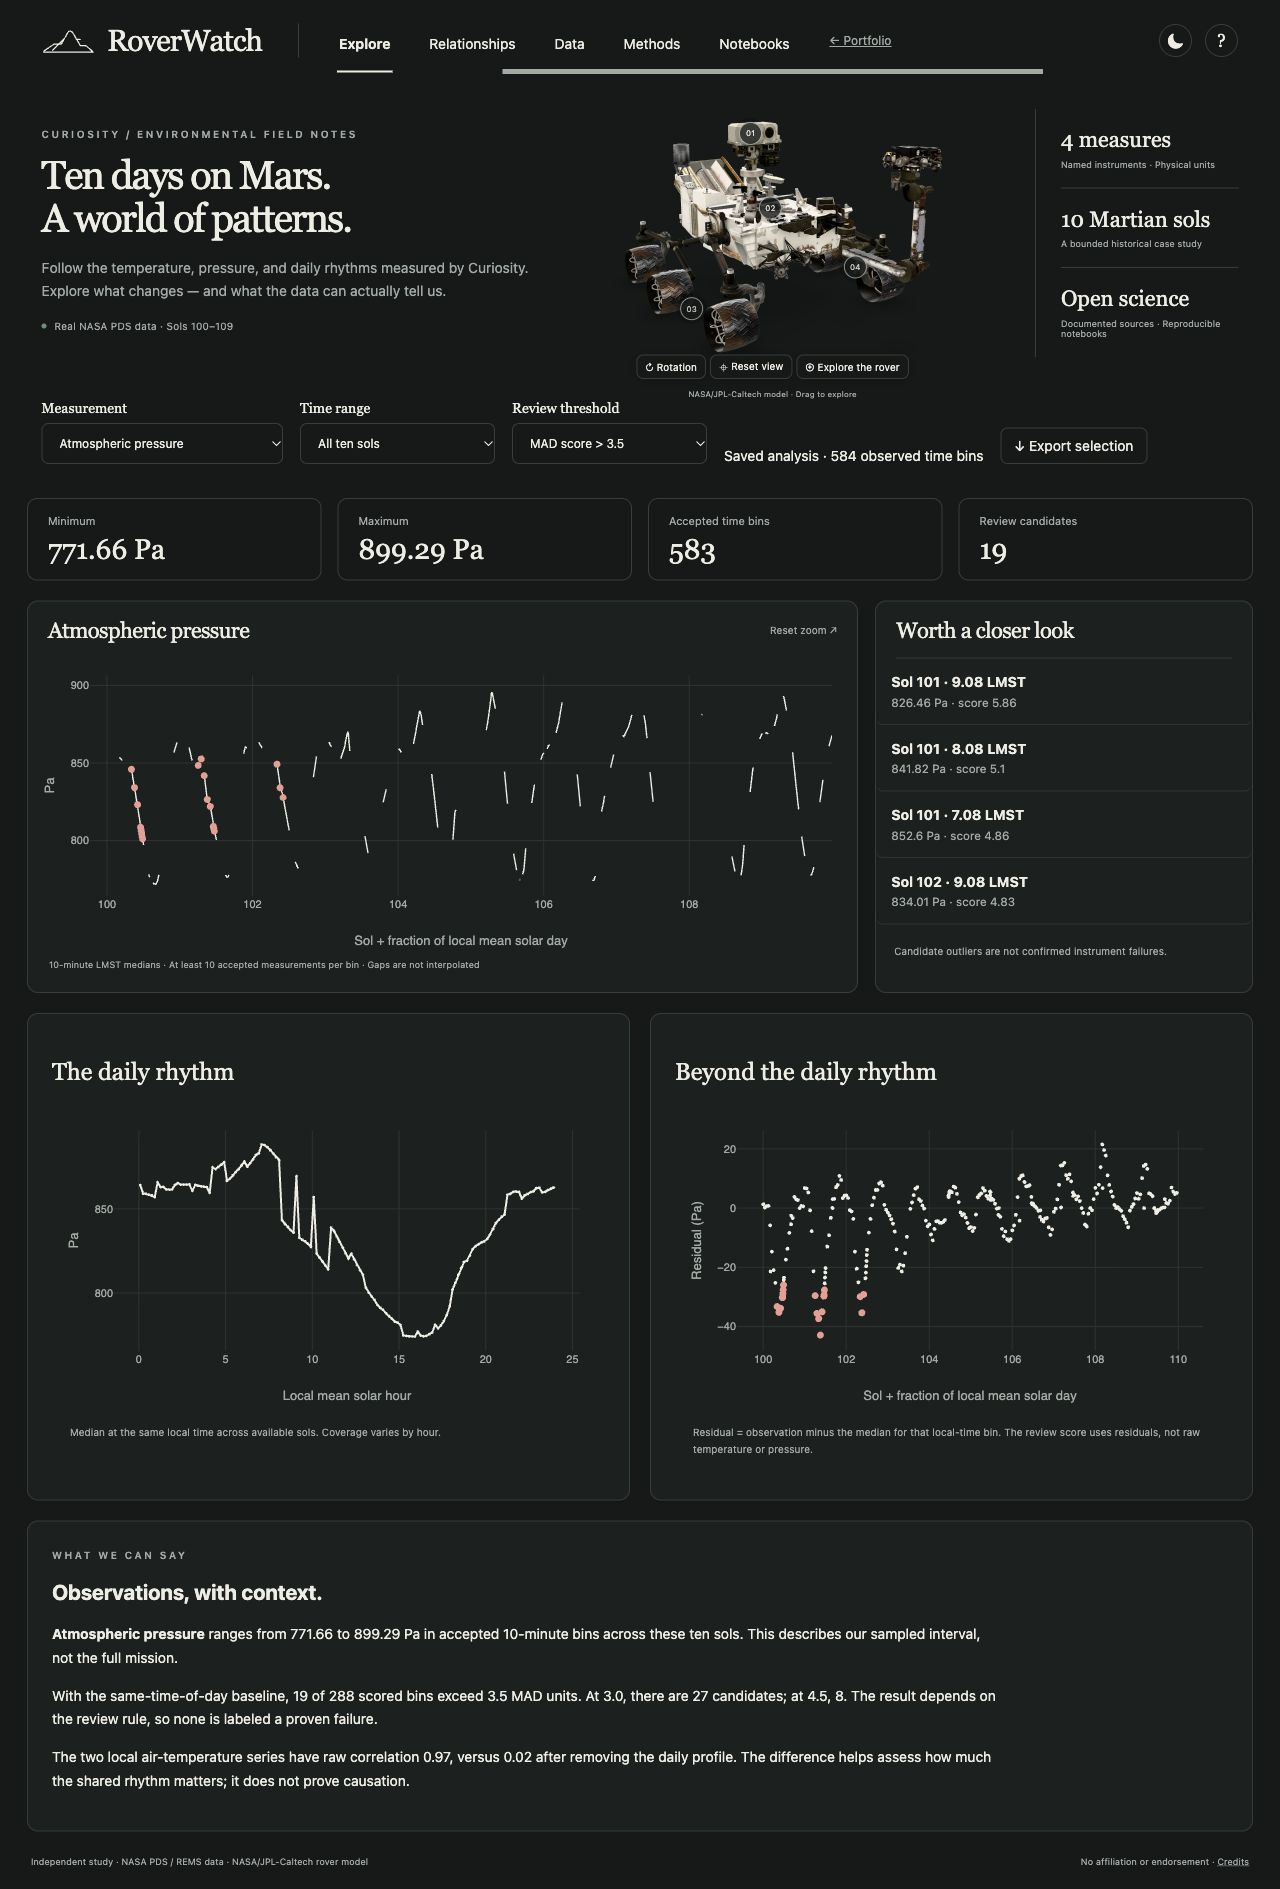 RoverWatch
Explore
Relationships
Data
Methods
Notebooks
← Portfolio
?
CURIOSITY / ENVIRONMENTAL FIELD NOTES
Ten days on Mars.
A world of patterns.
Follow the temperature, pressure, and daily rhythms measured by Curiosity.
Explore what changes — and what the data can actually tell us.
Real NASA PDS data · Sols 100–109
01
02
03
04
Rotation
Reset view
Explore the rover
NASA/JPL-Caltech model · Drag to explore
4 measures
Named instruments · Physical units
10 Martian sols
A bounded historical case study
Open science
Documented sources · Reproducible
notebooks
Measurement
Atmospheric pressure
Time range
All ten sols
Review threshold
MAD score > 3.5
Saved analysis · 584 observed time bins
↓ Export selection
Minimum
771.66 Pa
Maximum
899.29 Pa
Accepted time bins
583
Review candidates
19
Atmospheric pressure
Reset zoom ↗
900
850
800
Pa
100
102
104
106
108
Sol + fraction of local mean solar day
10-minute LMST medians · At least 10 accepted measurements per bin · Gaps are not interpolated
Worth a closer look
Sol 101 · 9.08 LMST
826.46 Pa · score 5.86
Sol 101 · 8.08 LMST
841.82 Pa · score 5.1
Sol 101 · 7.08 LMST
852.6 Pa · score 4.86
Sol 102 · 9.08 LMST
834.01 Pa · score 4.83
Candidate outliers are not confirmed instrument failures.
The daily rhythm
850
800
Pa
0
5
10
15
20
25
Local mean solar hour
Median at the same local time across available sols. Coverage varies by hour.
Beyond the daily rhythm
20
0
−20
−40
Residual (Pa)
100
102
104
106
108
110
Sol + fraction of local mean solar day
Residual = observation minus the median for that local-time bin. The review score uses residuals, not raw
temperature or pressure.
WHAT WE CAN SAY
Observations, with context.
Atmospheric pressure ranges from 771.66 to 899.29 Pa in accepted 10-minute bins across these ten sols. This describes our sampled interval,
not the full mission.
With the same-time-of-day baseline, 19 of 288 scored bins exceed 3.5 MAD units. At 3.0, there are 27 candidates; at 4.5, 8. The result depends on
the review rule, so none is labeled a proven failure.
The two local air-temperature series have raw correlation 0.97, versus 0.02 after removing the daily profile. The difference helps assess how much
the shared rhythm matters; it does not prove causation.
Independent study · NASA PDS / REMS data · NASA/JPL-Caltech rover model
No affiliation or endorsement · Credits